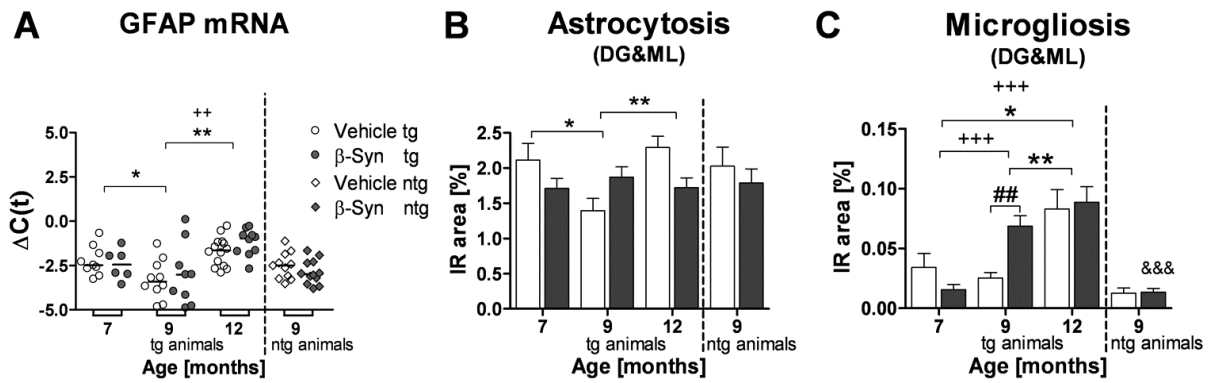 A
GFAP mRNA
++
**
*
5.0
2.5
0.0
-2.5
-5.0
ΔC(t)
7
9
12
9
tg animals
ntg animals
Age [months]
Vehicle tg
β-Syn tg
Vehicle ntg
β-Syn ntg
B
Astrocytosis
(DG&ML)
**
*
2.5
2.0
1.5
1.0
0.5
0.0
IR area [%]
7
9
12
9
tg animals
ntg animals
Age [months]
C
Microgliosis
(DG&ML)
+++
*
+++
**
##
&&&
0.15
0.10
0.05
0.00
IR area [%]
7
9
12
9
tg animals
ntg animals
Age [months]